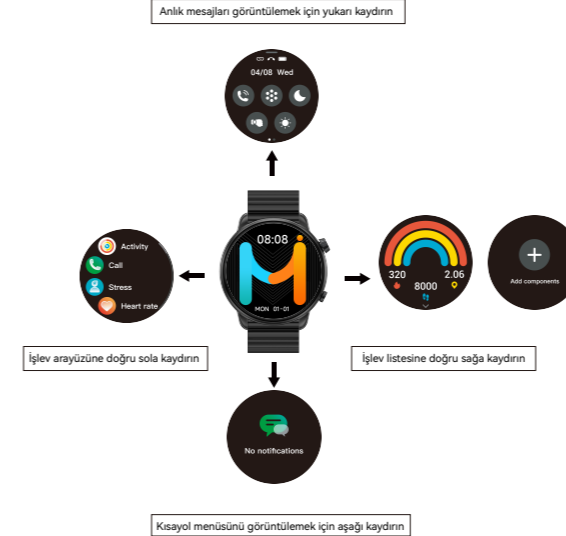 Anlık mesajları görüntülemek için yukarı kaydırın
04/08 Wed
08:08
MON 01-01
Activity
Call
Stress
Heart rate
320
2.06
8000
Add components
İşlev arayüzüne doğru sola kaydırın
İşlev listesine doğru sağa kaydırın
No notifications
Kısayol menüsünü görüntülemek için aşağı kaydırın